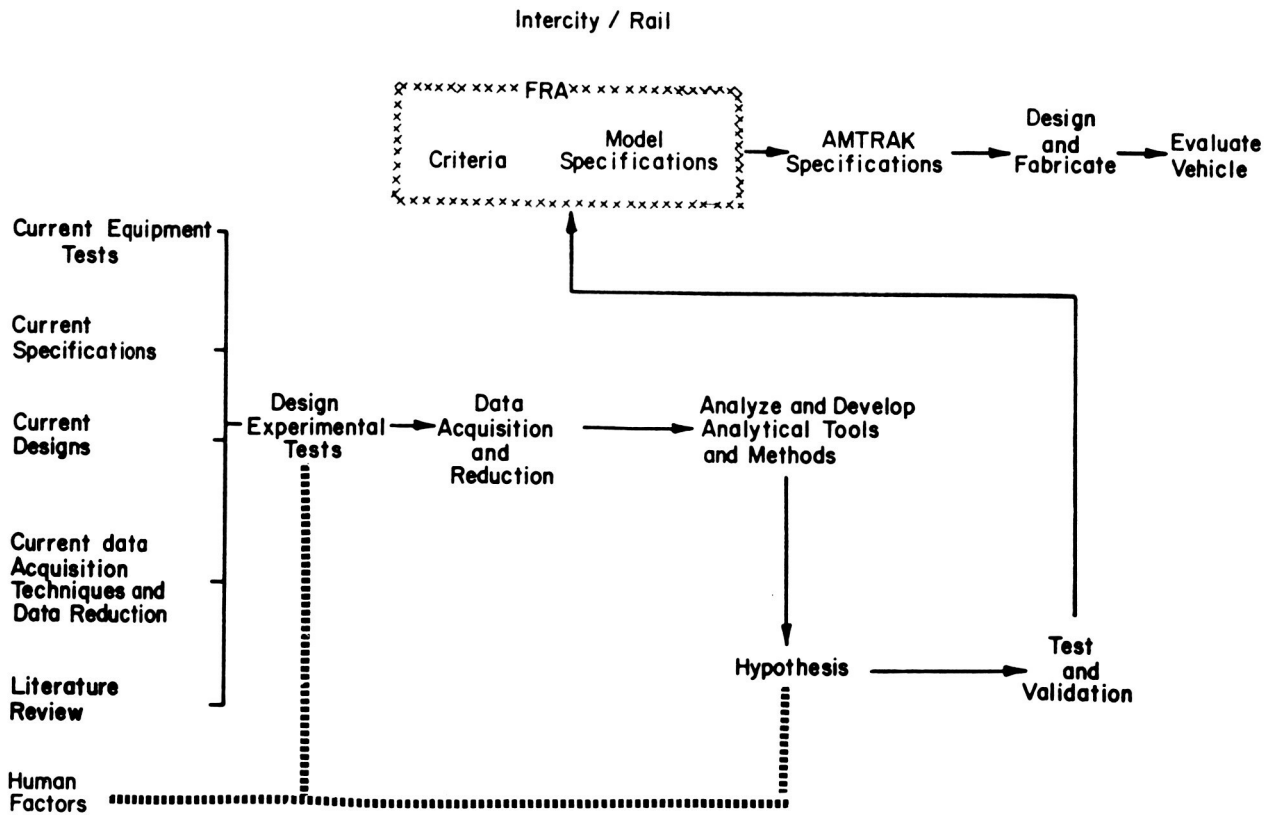 Intercity / Rail
FRA
Criteria
Model
Specifications
AMTRAK
Specifications
Design
and
Fabricate
Evaluate
Vehicle
Current Equipment
Tests
Current
Specifications
Current
Designs
Current data
Acquisition
Techniques and
Data Reduction
Literature
Review
Human
Factors
Design
Experimental
Tests
Data
Acquisition
and
Reduction
Analyze and Develop
Analytical Tools
and Methods
Hypothesis
Test
and
Validation